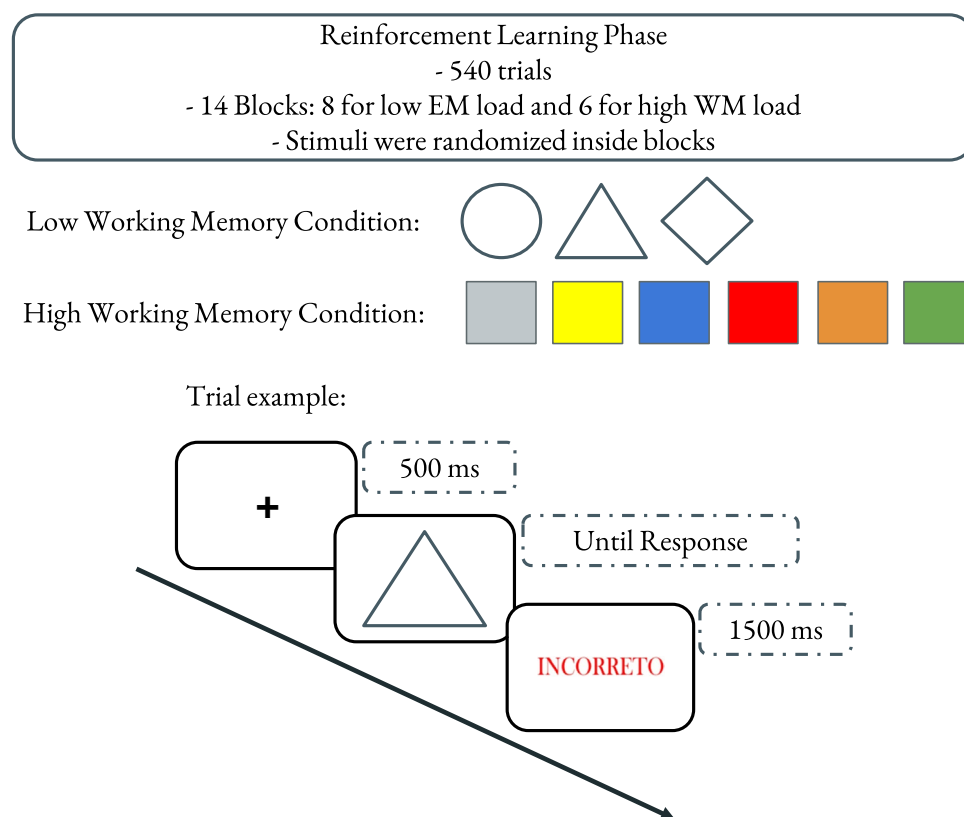 Reinforcement Learning Phase
- 540 trials
- 14 Blocks: 8 for low EM load and 6 for high WM load
- Stimuli were randomized inside blocks
Low Working Memory Condition:
High Working Memory Condition:
Trial example:
+
500 ms
Until Response
1500 ms
INCORRETO